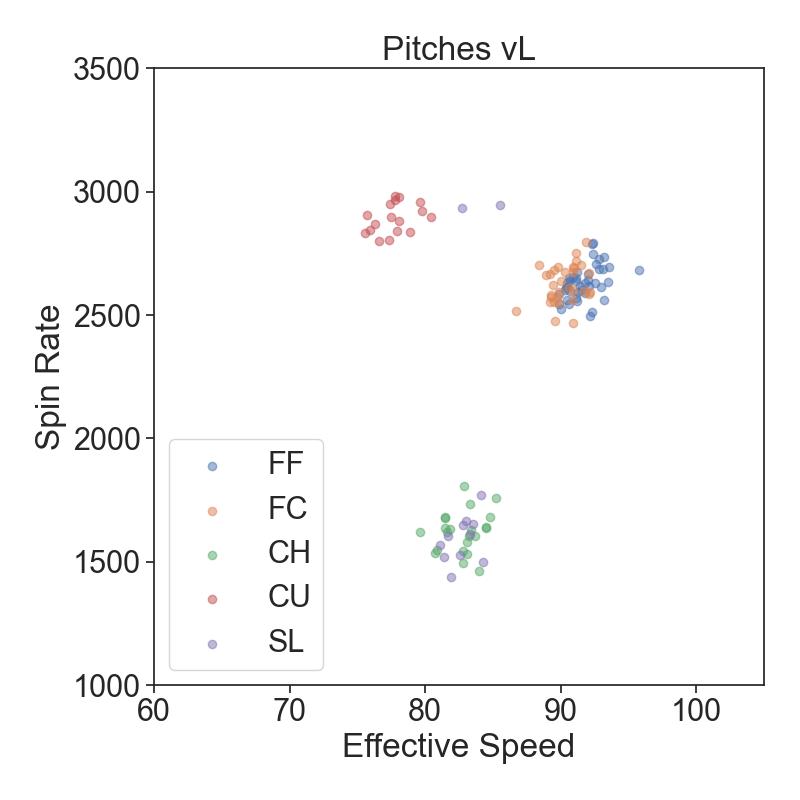 Pitches vL
3500
3000
2500
2000
1500
1000
Spin Rate
FF
FC
CH
CU
SL
60 70 80 90 100
Effective Speed